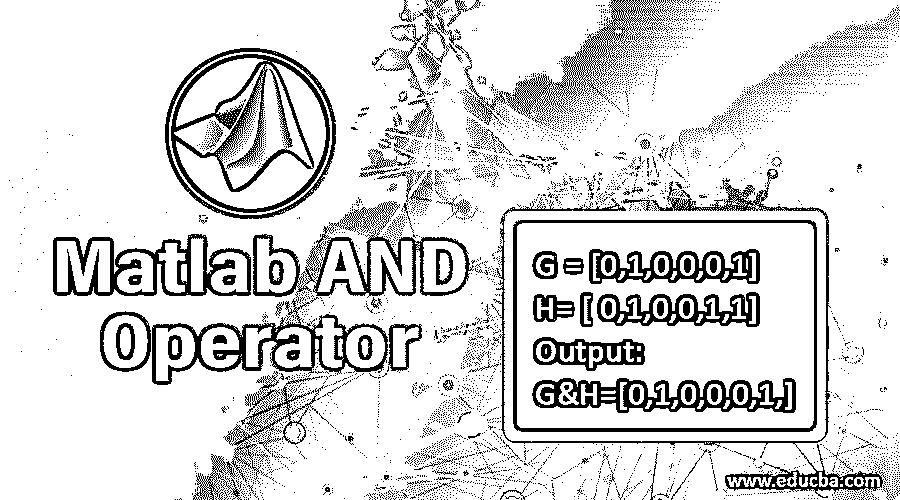 Matlab AND
Operator
G = [0,1,0,0,0,1]
H= [ 0,1,0,0,1,1]
Output:
G&H=[0,1,0,0,0,1,]
www.educba.com